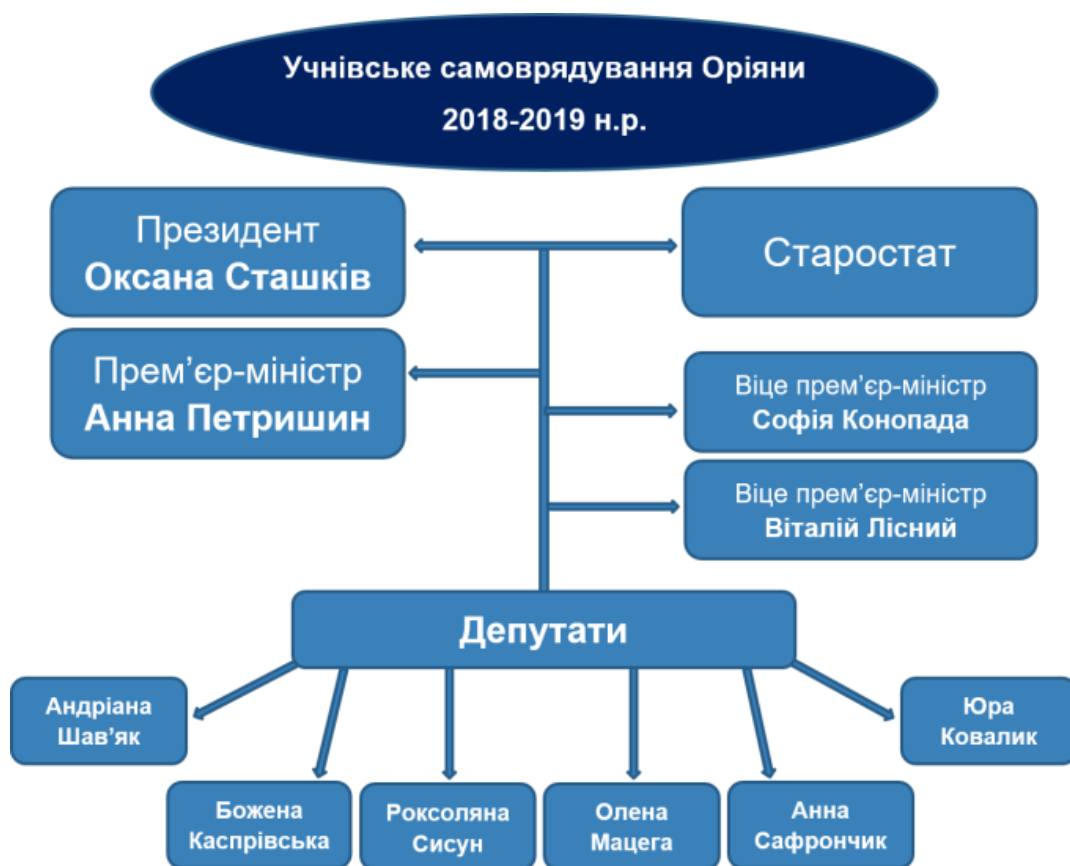 Учнівське самоврядування Оріяни
2018-2019 н.р.
Президент
Оксана Сташків
Старостат
Прем’єр-міністр
Анна Петришин
Віце прем’єр-міністр
Софія Конопада
Віце прем’єр-міністр
Віталій Лісний
Депутати
Андріана
Шав’як
Божена
Каспрівська
Роксоляна
Сисун
Олена
Мацега
Анна
Сафрончик
Юра
Ковалик